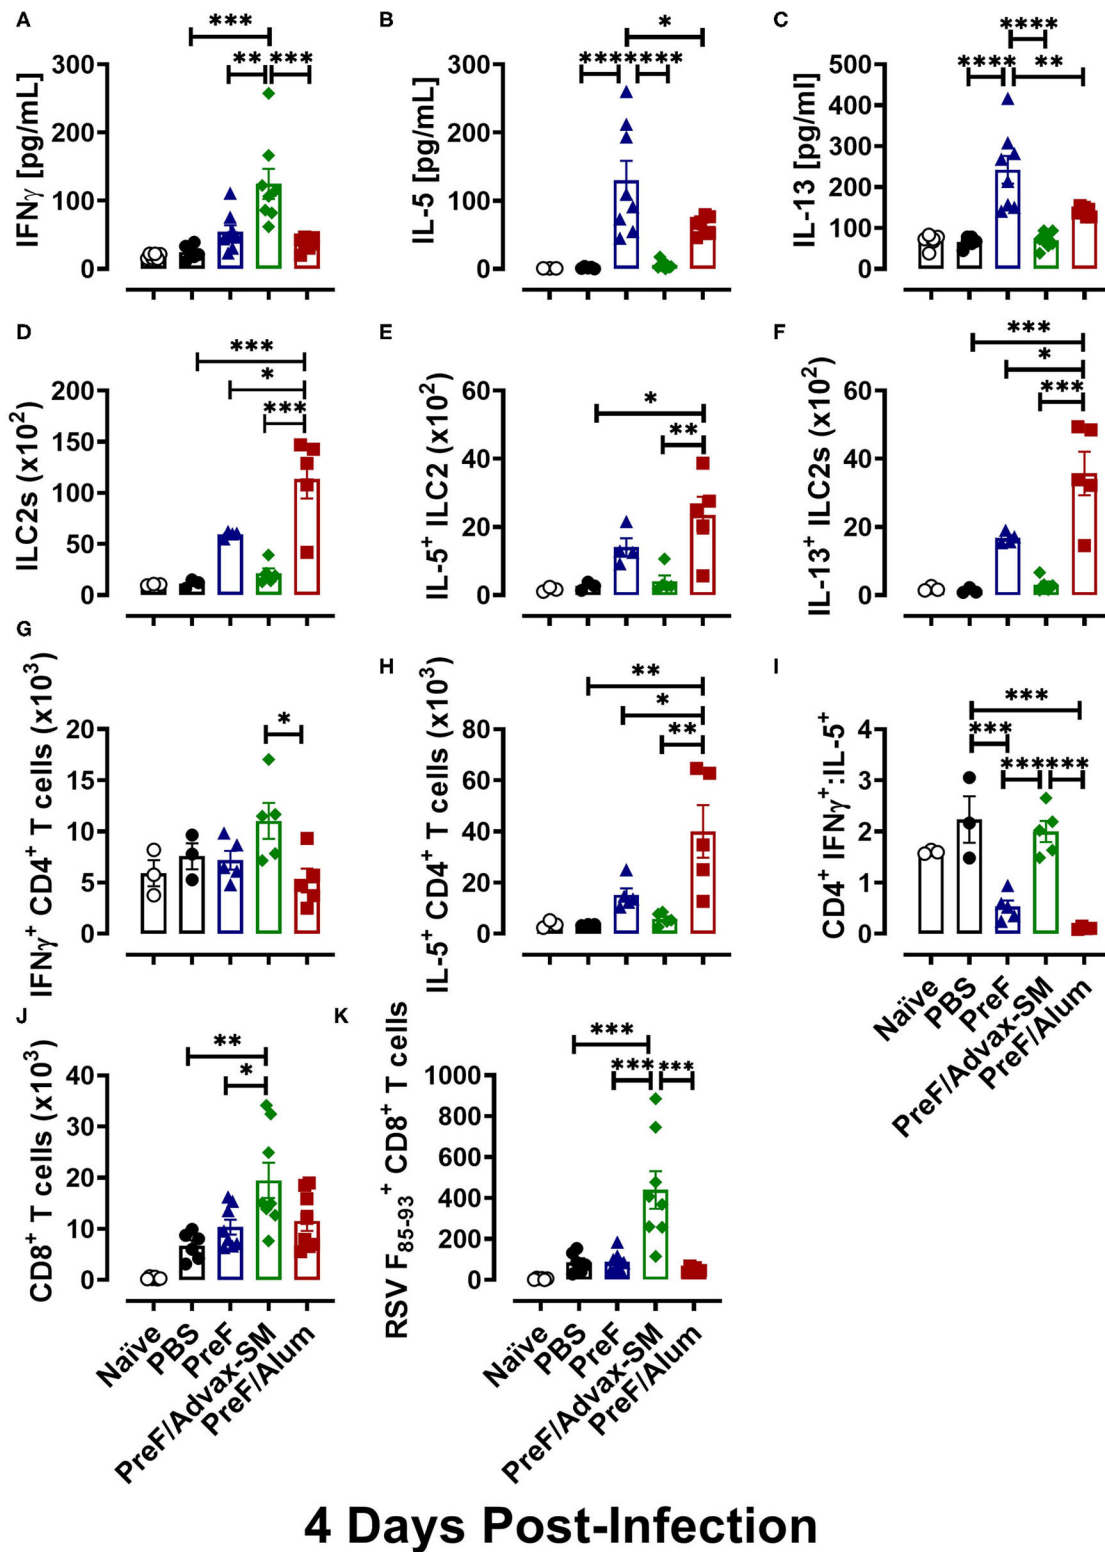 A
***
** ***
IFNγ [pg/mL]
300
200
100
0
B
*
*** ****
IL-5 [pg/mL]
300
200
100
0
C
****
**** **
IL-13 [pg/ml]
500
400
300
200
100
0
D
***
*
***
ILC2s (x10²)
200
150
100
50
0
E
*
**
IL-5⁺ ILC2 (x10²)
60
40
20
0
F
***
*
***
IL-13⁺ ILC2s (x10²)
60
40
20
0
G
*
IFNγ⁺ CD4⁺ T cells (x10³)
20
15
10
5
0
H
**
*
**
IL-5⁺ CD4⁺ T cells (x10³)
80
60
40
20
0
I
***
***
*** ***
CD4⁺ IFNγ⁺:IL-5⁺
4
3
2
1
0
Naïve
PBS
PreF
PreF/Advax-SM
PreF/Alum
J
**
*
CD8⁺ T cells (x10³)
40
30
20
10
0
Naïve
PBS
PreF
PreF/Advax-SM
PreF/Alum
K
***
*** ***
RSV F₈₅₋₉₃⁺ CD8⁺ T cells
1000
800
600
400
200
0
Naïve
PBS
PreF
PreF/Advax-SM
PreF/Alum
4 Days Post-Infection